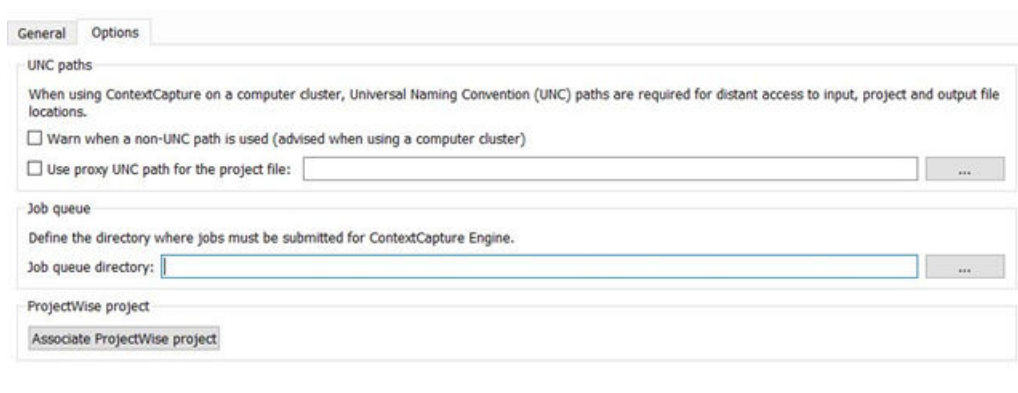 General Options
UNC paths
When using ContextCapture on a computer cluster, Universal Naming Convention (UNC) paths are required for distant access to input, project and output file
locations.
Warn when a non-UNC path is used (advised when using a computer cluster)
Use proxy UNC path for the project file: ...
Job queue
Define the directory where jobs must be submitted for ContextCapture Engine.
Job queue directory: ...
ProjectWise project
Associate ProjectWise project